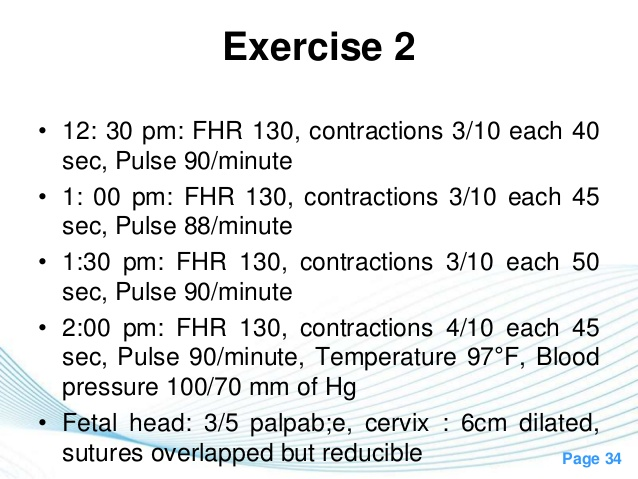 Exercise 2
• 12: 30 pm: FHR 130, contractions 3/10 each 40
sec, Pulse 90/minute
• 1: 00 pm: FHR 130, contractions 3/10 each 45
sec, Pulse 88/minute
• 1:30 pm: FHR 130, contractions 3/10 each 50
sec, Pulse 90/minute
• 2:00 pm: FHR 130, contractions 4/10 each 45
sec, Pulse 90/minute, Temperature 97°F, Blood
pressure 100/70 mm of Hg
• Fetal head: 3/5 palpab;e, cervix : 6cm dilated,
sutures overlapped but reducible
Page 34